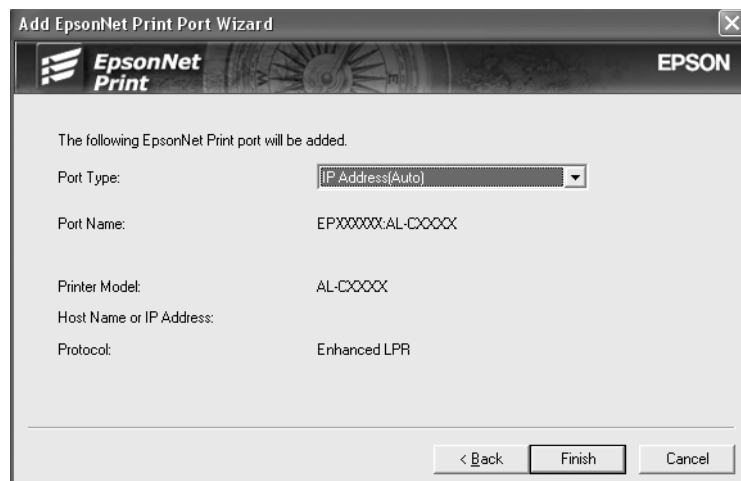 Add EpsonNet Print Port Wizard
EpsonNet
Print
EPSON
The following EpsonNet Print port will be added.
Port Type: IP Address(Auto)
Port Name: EPXXXXXX:AL-CXXXX
Printer Model: AL-CXXXX
Host Name or IP Address:
Protocol: Enhanced LPR
< Back Finish Cancel